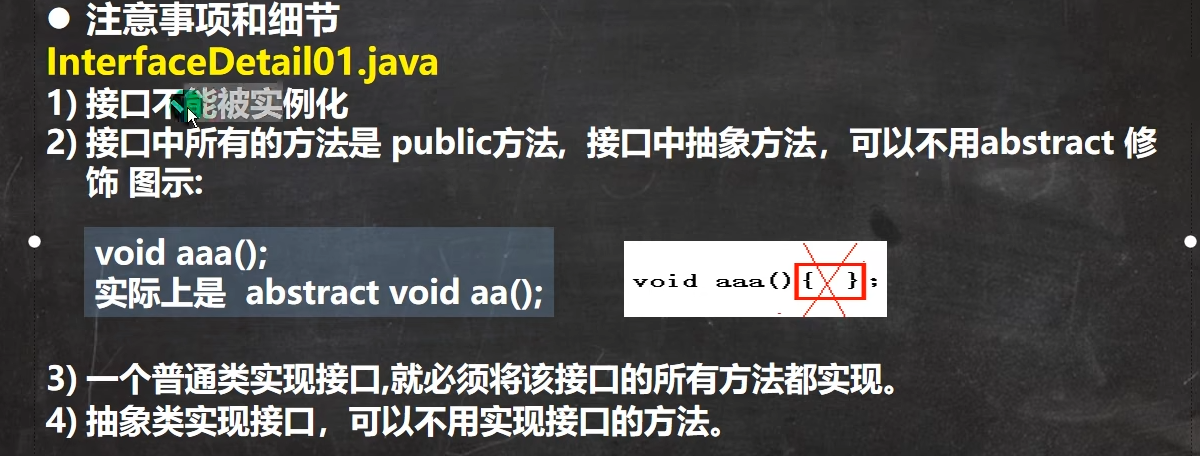 ● 注意事项和细节
InterfaceDetail01.java
1) 接口不能被实例化
2) 接口中所有的方法是 public方法, 接口中抽象方法，可以不用abstract 修
饰 图示:
void aaa();
实际上是 abstract void aa();
void aaa(){ };
3) 一个普通类实现接口,就必须将该接口的所有方法都实现。
4) 抽象类实现接口，可以不用实现接口的方法。